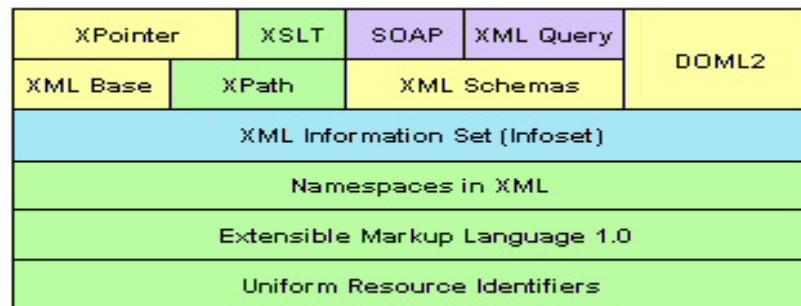 XPointer XSLT SOAP XML Query
DOML2
XML Base XPath XML Schemas
XML Information Set (Infoset)
Namespaces in XML
Extensible Markup Language 1.0
Uniform Resource Identifiers